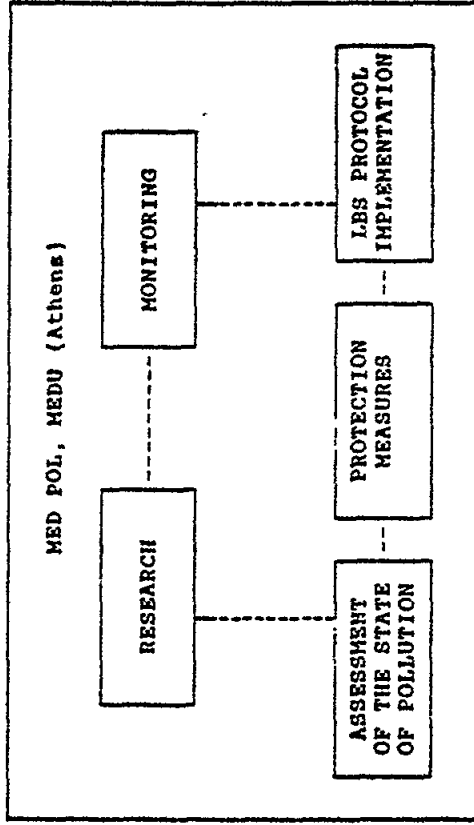 MED POL, MEDU (Athens)
RESEARCH
MONITORING
ASSESSMENT
OF THE STATE
OF POLLUTION
PROTECTION
MEASURES
LBS PROTOCOL
IMPLEMENTATION